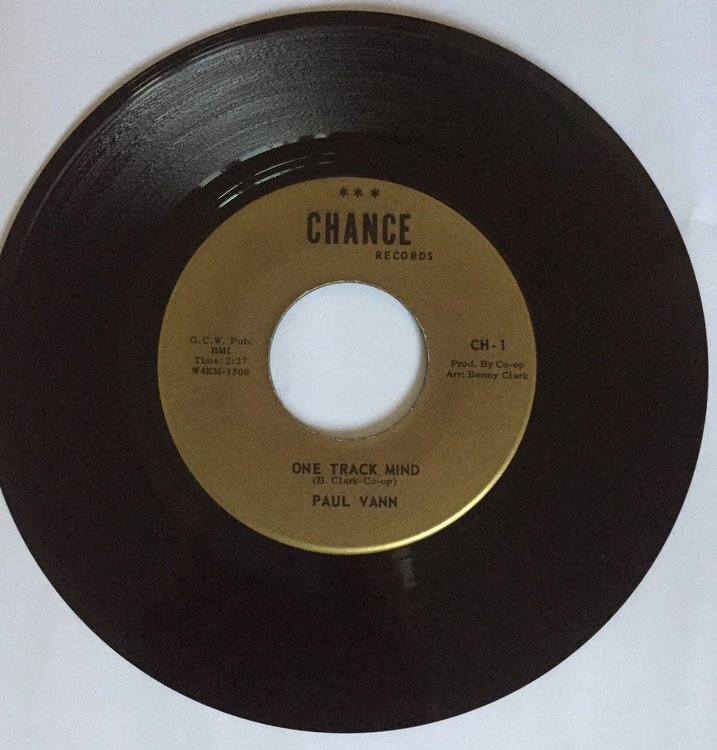 ***
CHANCE
RECORDS
G.C.W. Pub.
BMI
Time: 2:27
W4KM-1509
CH-1
Prod. By Co-op
Arr: Benny Clark
ONE TRACK MIND
(B. Clark-Co-op)
PAUL VANN